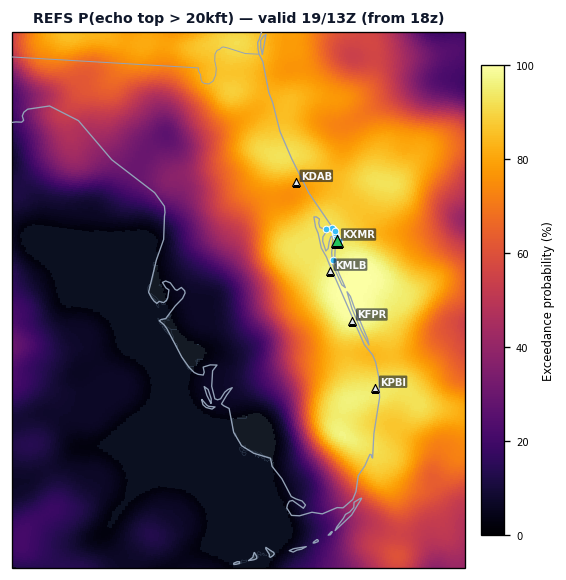 REFS P(echo top > 20kft) — valid 19/13Z (from 18z)
KDAB
KXMR
KMLB
KFPR
KPBI
100
80
60
40
20
0
Exceedance probability (%)